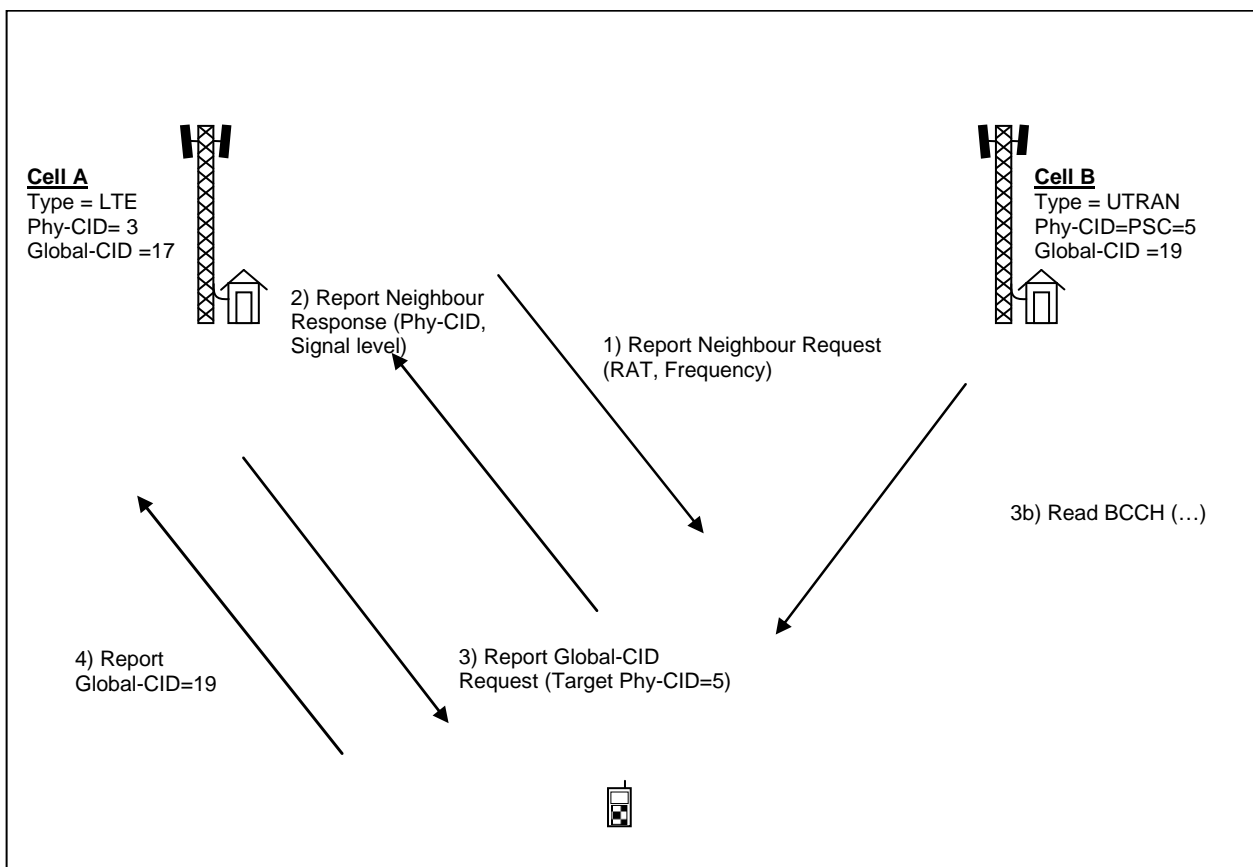 Cell A
Type = LTE
Phy-CID= 3
Global-CID =17
Cell B
Type = UTRAN
Phy-CID=PSC=5
Global-CID =19
2) Report Neighbour
Response (Phy-CID,
Signal level)
1) Report Neighbour Request
(RAT, Frequency)
3b) Read BCCH (…)
4) Report
Global-CID=19
3) Report Global-CID
Request (Target Phy-CID=5)